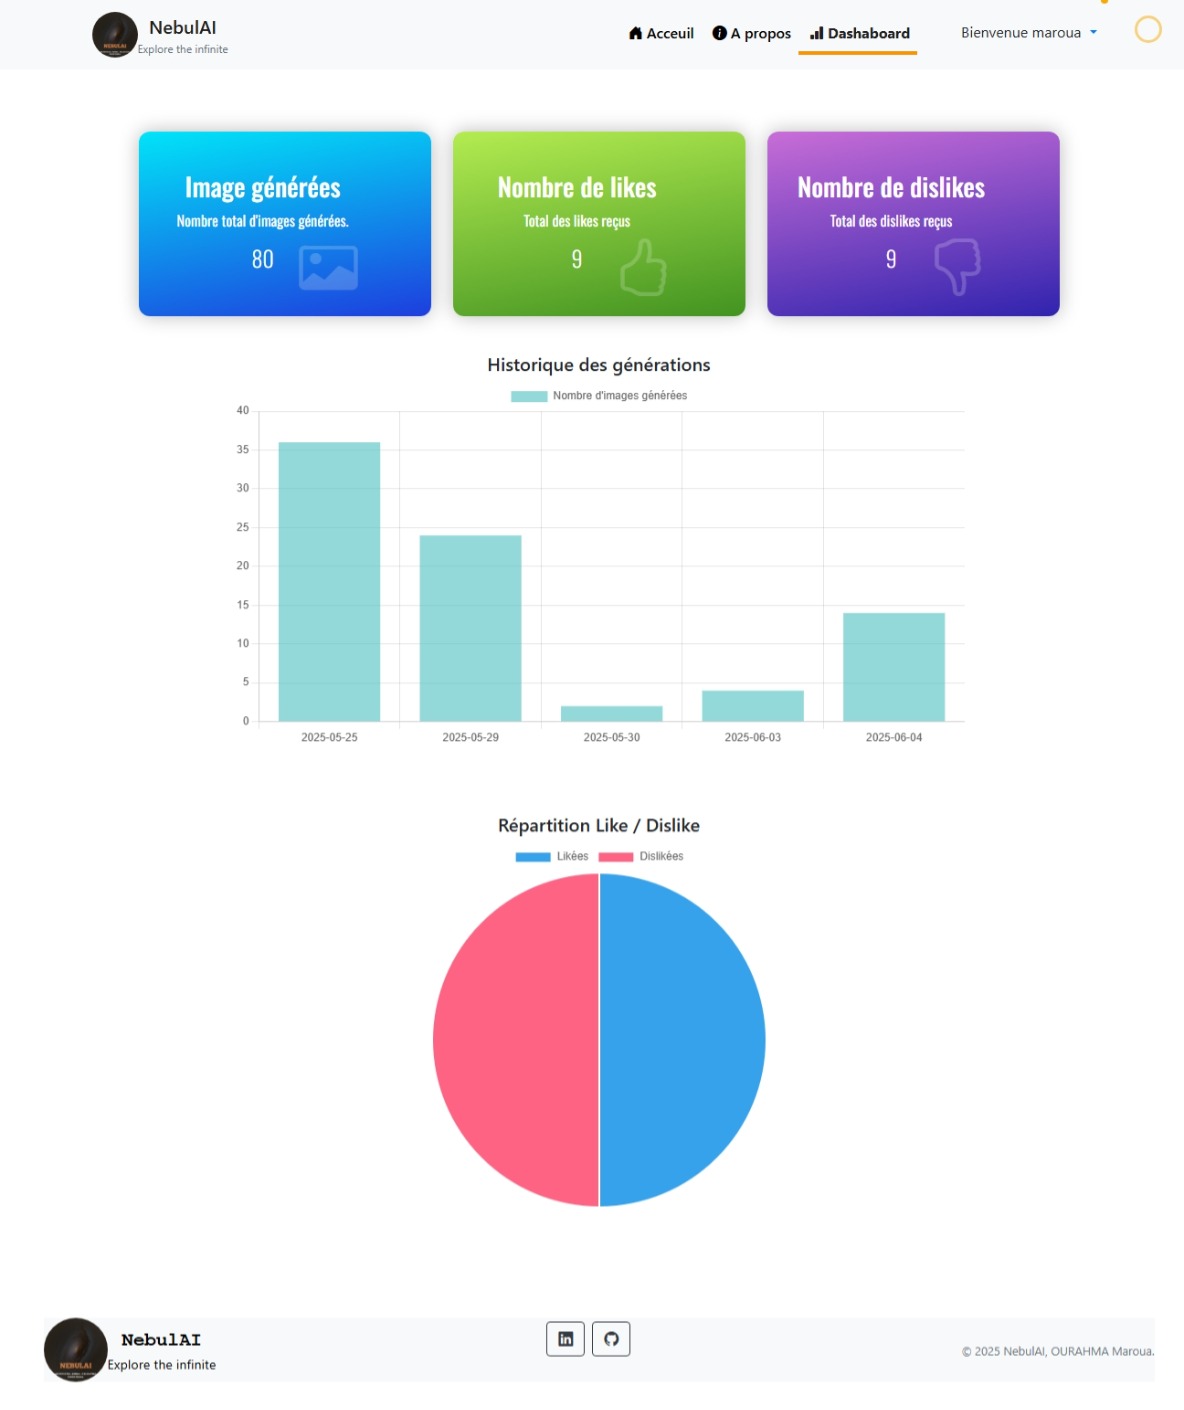 NebulAI
Explore the infinite
Acceuil
A propos
Dashaboard
Bienvenue maroua
Image générées
Nombre total d'images générées.
80
Nombre de likes
Total des likes reçus
9
Nombre de dislikes
Total des dislikes reçus
9
Historique des générations
Nombre d'images générées
40
35
30
25
20
15
10
5
0
2025-05-25
2025-05-29
2025-05-30
2025-06-03
2025-06-04
Répartition Like / Dislike
Likées
Dislikées
NEBULAI
NebulAI
Explore the infinite
© 2025 NebulAI, OURAHMA Maroua.